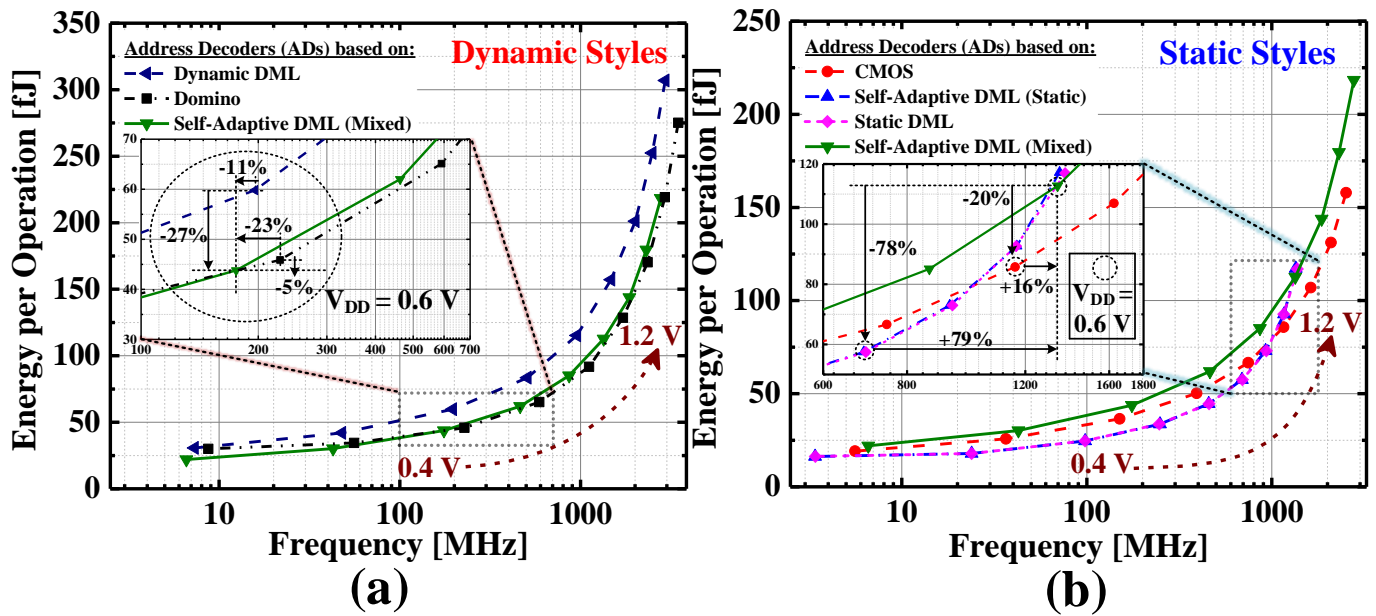 Energy per Operation [fJ]
350
300
250
200
150
100
50
0
Address Decoders (ADs) based on:
Dynamic Styles
Dynamic DML
Domino
Self-Adaptive DML (Mixed)
70
60
50
40
30
-11%
-23%
-27%
-5%
V_DD = 0.6 V
100
200
300
400
500
600
700
1.2 V
0.4 V
10
100
1000
Frequency [MHz]
(a)
Energy per Operation [fJ]
250
200
150
100
50
0
Address Decoders (ADs) based on:
Static Styles
CMOS
Self-Adaptive DML (Static)
Static DML
Self-Adaptive DML (Mixed)
120
100
80
60
-20%
-78%
+16%
+79%
V_DD =
0.6 V
600
800
1200
1600
1800
1.2 V
0.4 V
10
100
1000
Frequency [MHz]
(b)